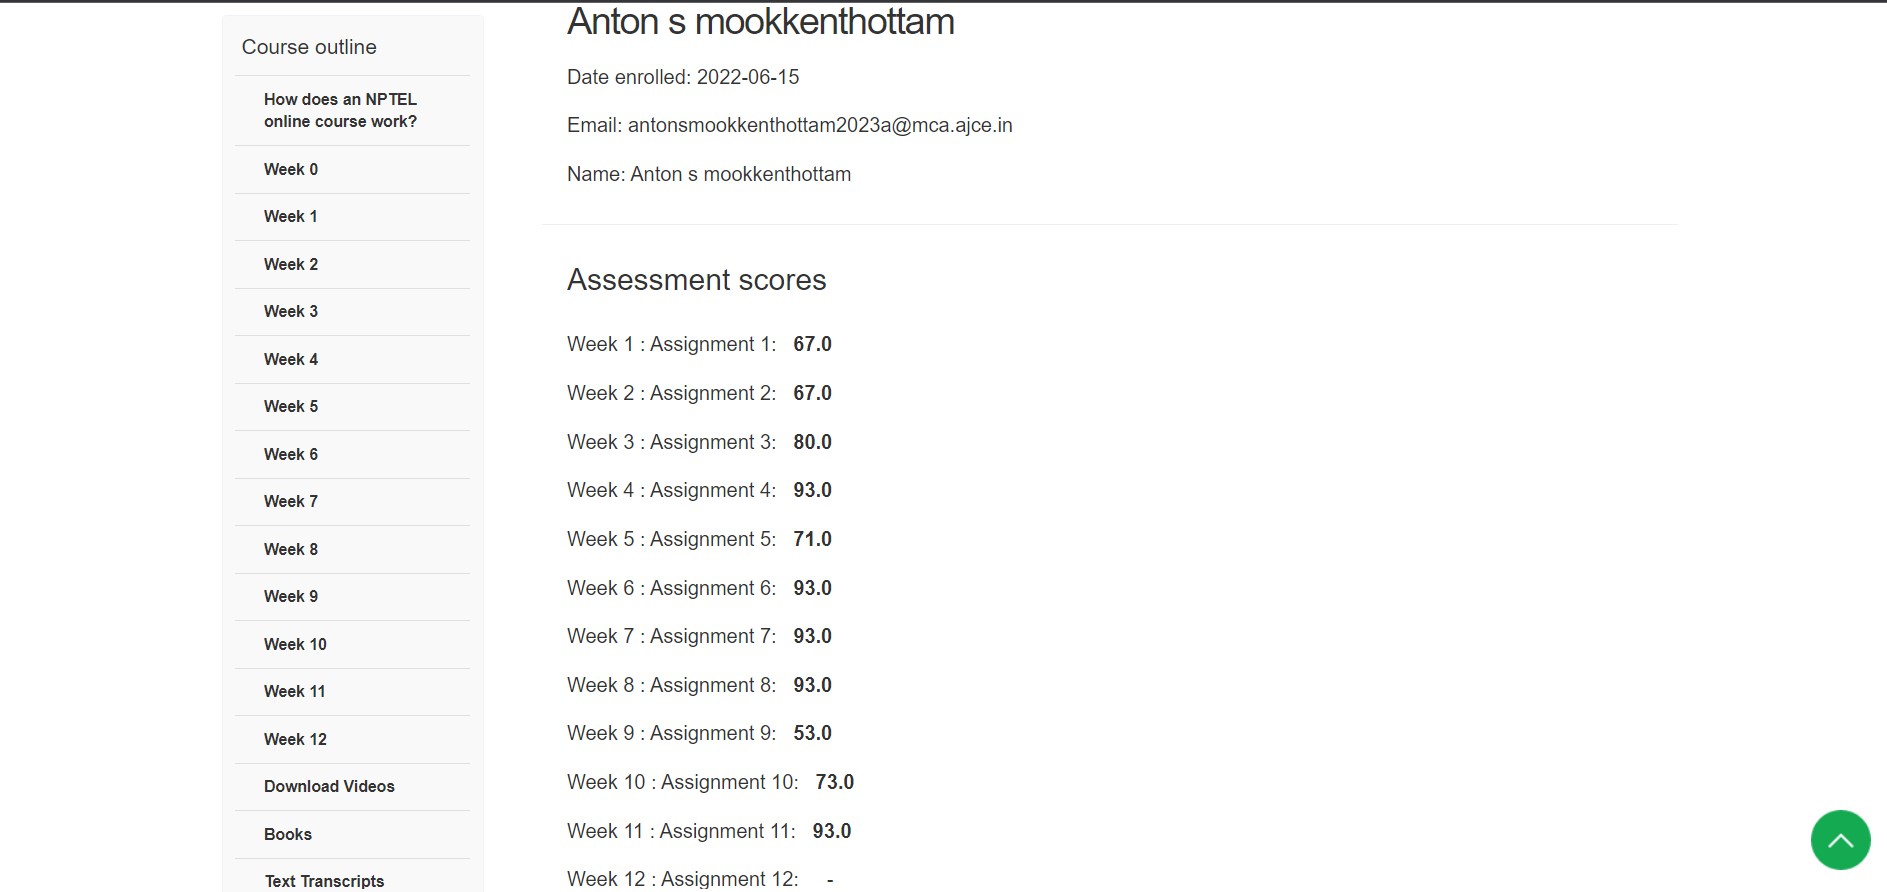 Course outline
How does an NPTEL
online course work?
Week 0
Week 1
Week 2
Week 3
Week 4
Week 5
Week 6
Week 7
Week 8
Week 9
Week 10
Week 11
Week 12
Download Videos
Books
Text Transcripts
Anton s mookkenthottam
Date enrolled: 2022-06-15
Email: antonsmookkenthottam2023a@mca.ajce.in
Name: Anton s mookkenthottam
Assessment scores
Week 1 : Assignment 1: 67.0
Week 2 : Assignment 2: 67.0
Week 3 : Assignment 3: 80.0
Week 4 : Assignment 4: 93.0
Week 5 : Assignment 5: 71.0
Week 6 : Assignment 6: 93.0
Week 7 : Assignment 7: 93.0
Week 8 : Assignment 8: 93.0
Week 9 : Assignment 9: 53.0
Week 10 : Assignment 10: 73.0
Week 11 : Assignment 11: 93.0
Week 12 : Assignment 12: -